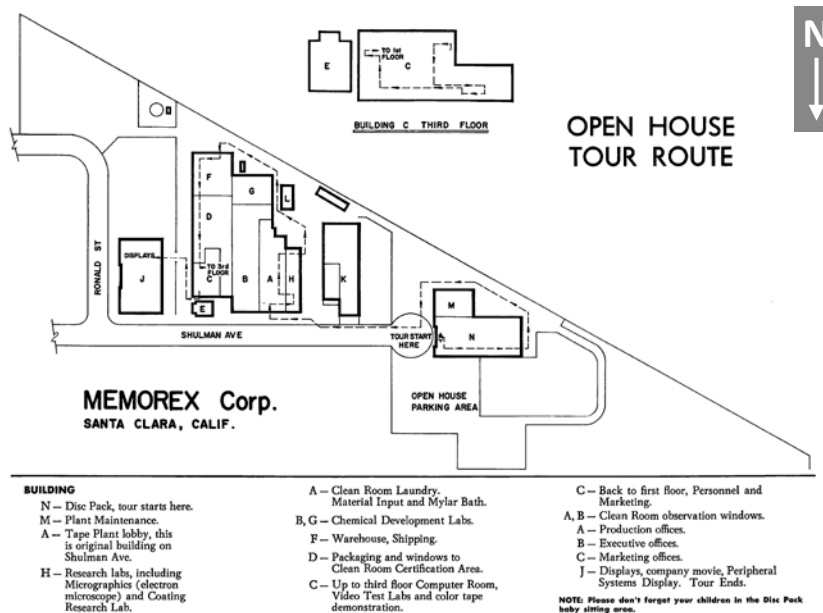 N
TO 1st
FLOOR
E
C
BUILDING C THIRD FLOOR
OPEN HOUSE
TOUR ROUTE
F
G
L
D
DISPLAYS
TO 3rd
FLOOR
J
C
B
A
H
K
E
M
N
RONALD ST
SHULMAN AVE
TOUR START
HERE
MEMOREX Corp.
SANTA CLARA, CALIF.
OPEN HOUSE
PARKING AREA
BUILDING
N — Disc Pack, tour starts here.
M — Plant Maintenance.
A — Tape Plant lobby, this
is original building on
Shulman Ave.
H — Research labs, including
Micrographics (electron
microscope) and Coating
Research Lab.
A — Clean Room Laundry.
Material Input and Mylar Bath.
B, G — Chemical Development Labs.
F — Warehouse, Shipping.
D — Packaging and windows to
Clean Room Certification Area.
C — Up to third floor Computer Room,
Video Test Labs and color tape
demonstration.
C — Back to first floor, Personnel and
Marketing.
A, B — Clean Room observation windows.
A — Production offices.
B — Executive offices.
C — Marketing offices.
J — Displays, company movie, Peripheral
Systems Display. Tour Ends.
NOTE: Please don't forget your children in the Disc Pack
baby sitting area.